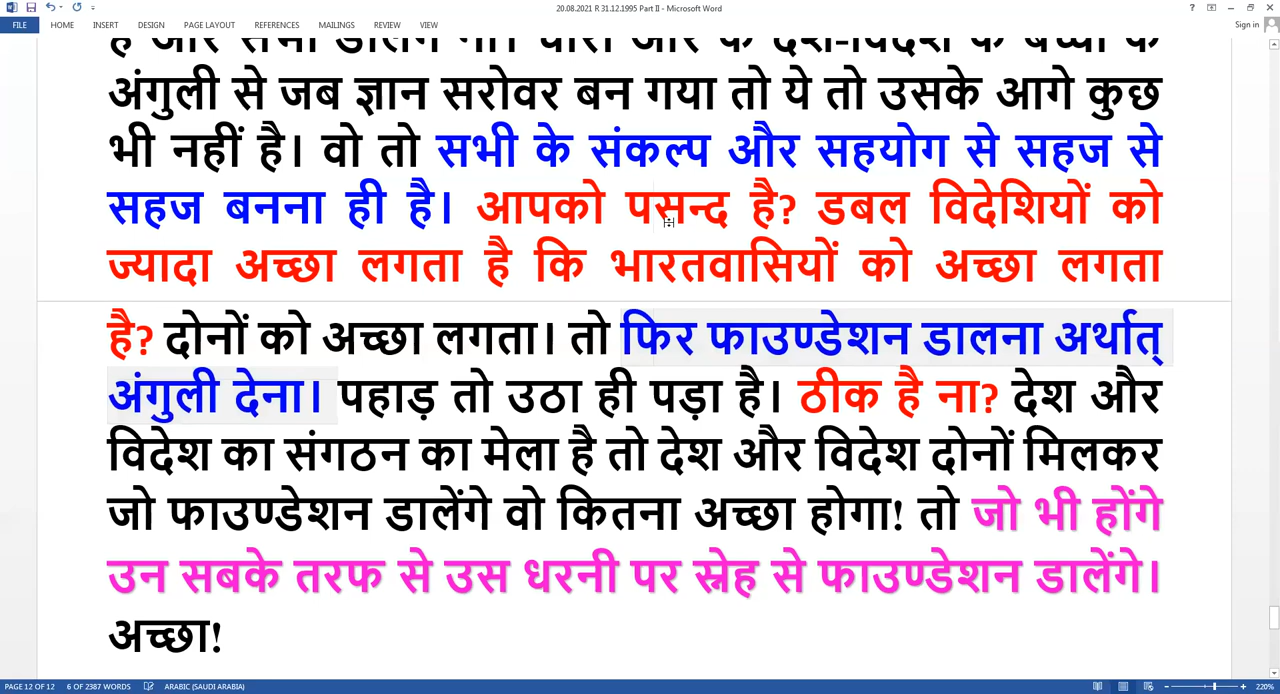 20.08.2021 R 31.12.1995 Part II - Microsoft Word
FILE HOME INSERT DESIGN PAGE LAYOUT REFERENCES MAILINGS REVIEW VIEW Sign in
अंगुली से जब ज्ञान सरोवर बन गया तो ये तो उसके आगे कुछ
भी नहीं है। वो तो सभी के संकल्प और सहयोग से सहज से
सहज बनना ही है। आपको पसन्द है? डबल विदेशियों को
ज्यादा अच्छा लगता है कि भारतवासियों को अच्छा लगता
है? दोनों को अच्छा लगता। तो फिर फाउण्डेशन डालना अर्थात्
अंगुली देना। पहाड़ तो उठा ही पड़ा है। ठीक है ना? देश और
विदेश का संगठन का मेला है तो देश और विदेश दोनों मिलकर
जो फाउण्डेशन डालेंगे वो कितना अच्छा होगा! तो जो भी होंगे
उन सबके तरफ से उस धरनी पर स्नेह से फाउण्डेशन डालेंगे।
अच्छा!
PAGE 12 OF 12 6 OF 2387 WORDS ARABIC (SAUDI ARABIA) 220%